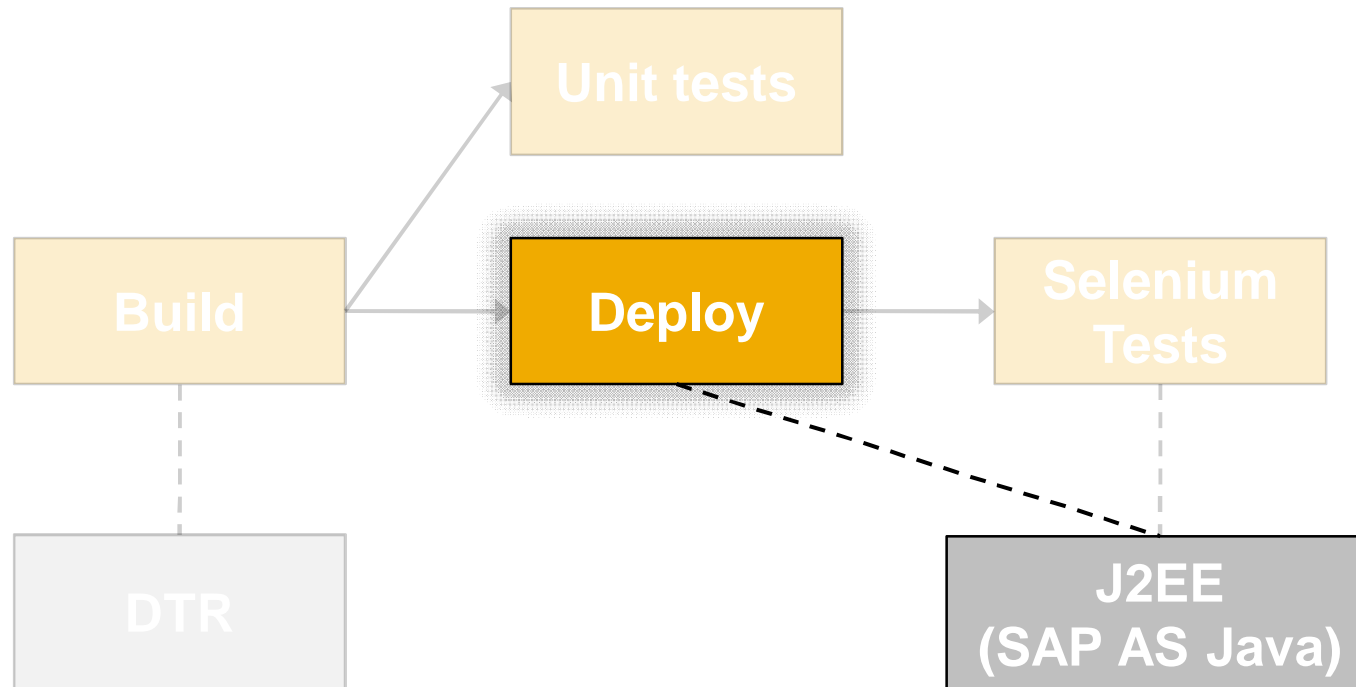 Unit tests
Build
Deploy
Selenium
Tests
DTR
J2EE
(SAP AS Java)